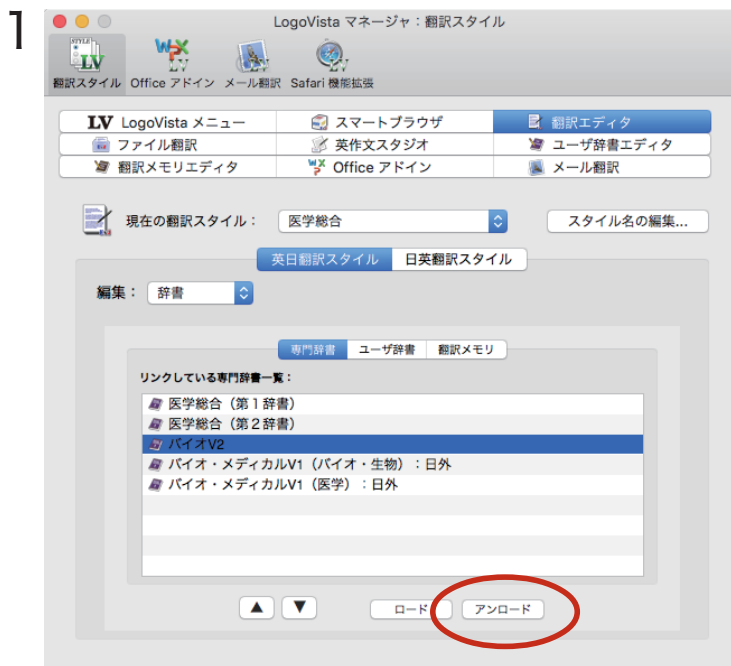 1
LogoVista マネージャ：翻訳スタイル
翻訳スタイル Office アドイン メール翻訳 Safari 機能拡張
LV LogoVista メニュー スマートブラウザ 翻訳エディタ
ファイル翻訳 英作文スタジオ ユーザ辞書エディタ
翻訳メモリエディタ Office アドイン メール翻訳
現在の翻訳スタイル： 医学総合 スタイル名の編集...
英日翻訳スタイル 日英翻訳スタイル
編集： 辞書
専門辞書 ユーザ辞書 翻訳メモリ
リンクしている専門辞書一覧：
医学総合（第１辞書）
医学総合（第２辞書）
バイオV2
バイオ・メディカルV1（バイオ・生物）：日外
バイオ・メディカルV1（医学）：日外
▲ ▼ ロード アンロード